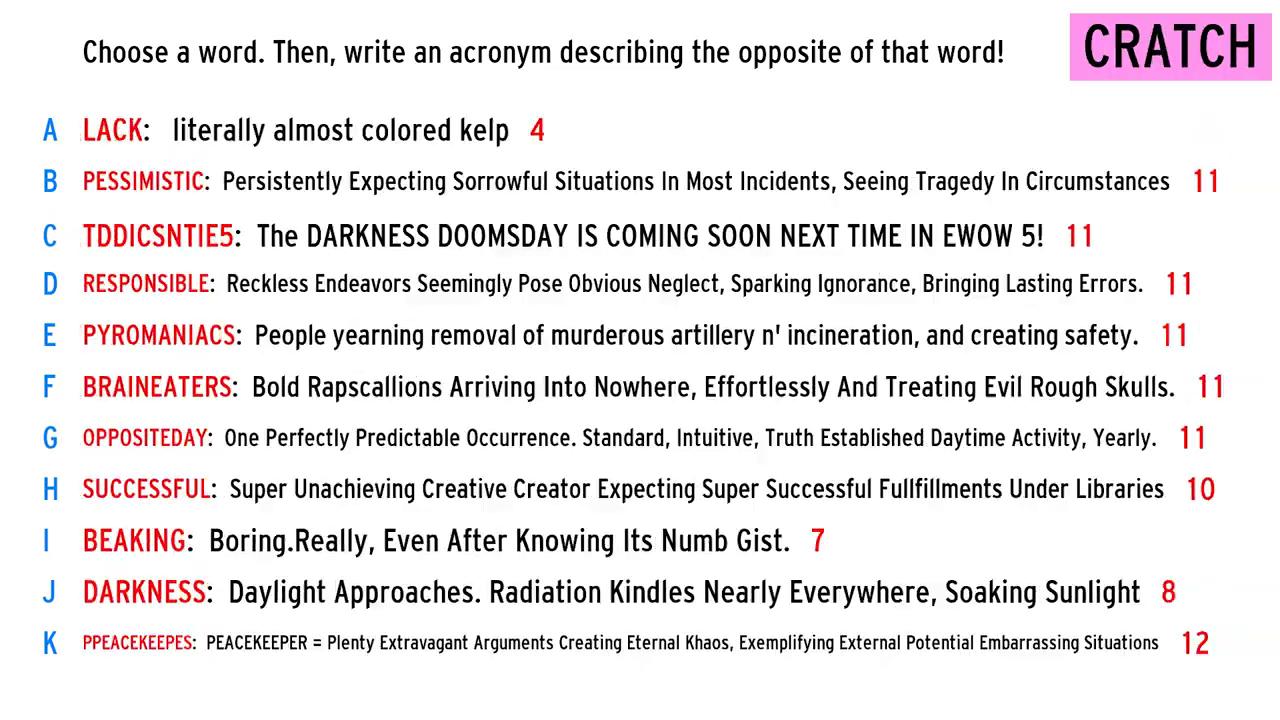 Choose a word. Then, write an acronym describing the opposite of that word!
CRATCH
A LACK: literally almost colored kelp 4
B PESSIMISTIC: Persistently Expecting Sorrowful Situations In Most Incidents, Seeing Tragedy In Circumstances 11
C TDDICSNTIE5: The DARKNESS DOOMSDAY IS COMING SOON NEXT TIME IN EWOW 5! 11
D RESPONSIBLE: Reckless Endeavors Seemingly Pose Obvious Neglect, Sparking Ignorance, Bringing Lasting Errors. 11
E PYROMANIACS: People yearning removal of murderous artillery n' incineration, and creating safety. 11
F BRAINEATERS: Bold Rapscallions Arriving Into Nowhere, Effortlessly And Treating Evil Rough Skulls. 11
G OPPOSITEDAY: One Perfectly Predictable Occurrence. Standard, Intuitive, Truth Established Daytime Activity, Yearly. 11
H SUCCESSFUL: Super Unachieving Creative Creator Expecting Super Successful Fullfillments Under Libraries 10
I BEAKING: Boring.Really, Even After Knowing Its Numb Gist. 7
J DARKNESS: Daylight Approaches. Radiation Kindles Nearly Everywhere, Soaking Sunlight 8
K PPEACEKEEPES: PEACEKEEPER = Plenty Extravagant Arguments Creating Eternal Khaos, Exemplifying External Potential Embarrassing Situations 12